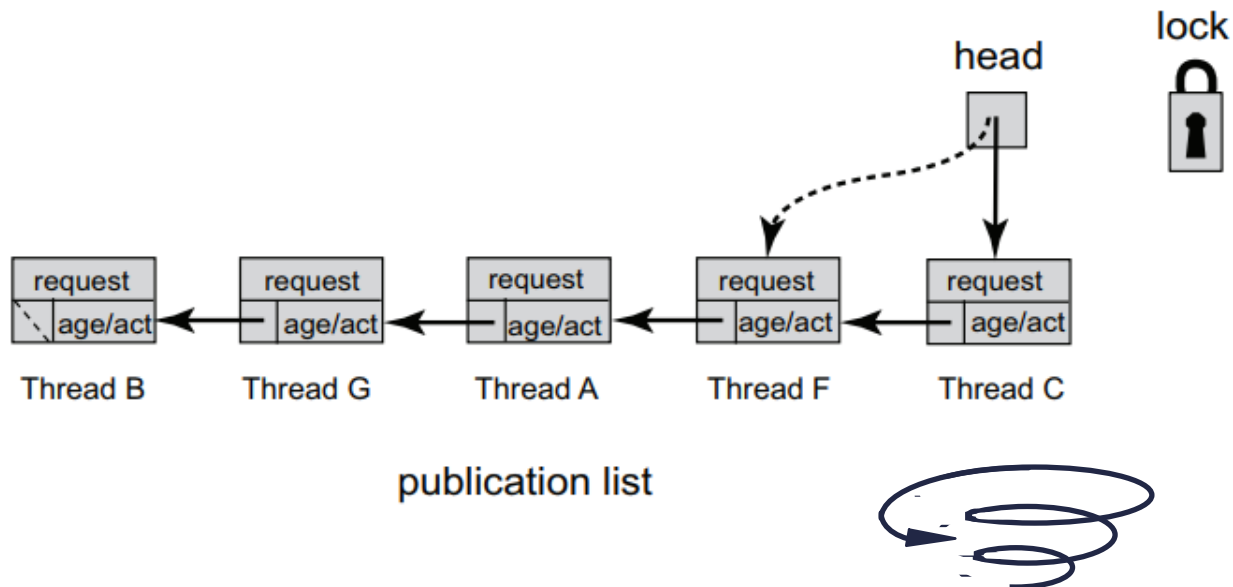 lock
head
request request request request request
age/act age/act age/act age/act age/act
Thread B Thread G Thread A Thread F Thread C
publication list